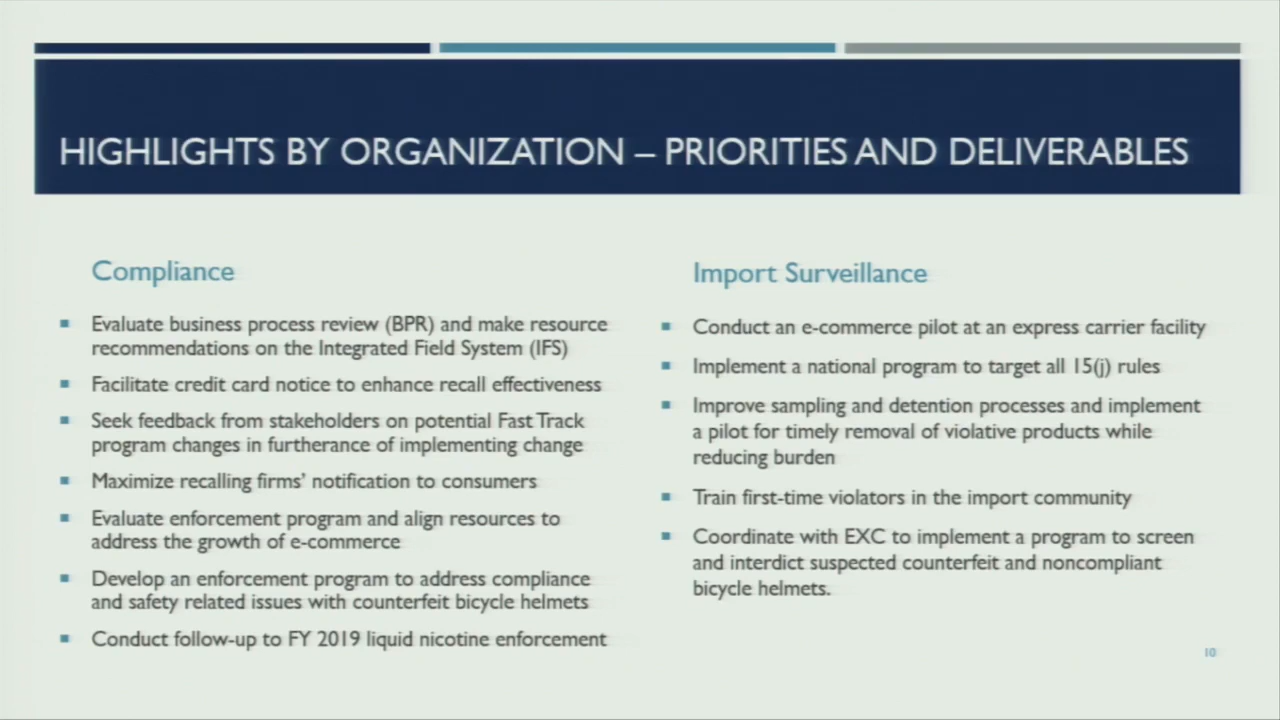 HIGHLIGHTS BY ORGANIZATION – PRIORITIES AND DELIVERABLES
Compliance
Evaluate business process review (BPR) and make resource
recommendations on the Integrated Field System (IFS)
Facilitate credit card notice to enhance recall effectiveness
Seek feedback from stakeholders on potential Fast Track
program changes in furtherance of implementing change
Maximize recalling firms’ notification to consumers
Evaluate enforcement program and align resources to
address the growth of e-commerce
Develop an enforcement program to address compliance
and safety related issues with counterfeit bicycle helmets
Conduct follow-up to FY 2019 liquid nicotine enforcement
Import Surveillance
Conduct an e-commerce pilot at an express carrier facility
Implement a national program to target all 15(j) rules
Improve sampling and detention processes and implement
a pilot for timely removal of violative products while
reducing burden
Train first-time violators in the import community
Coordinate with EXC to implement a program to screen
and interdict suspected counterfeit and noncompliant
bicycle helmets.
10